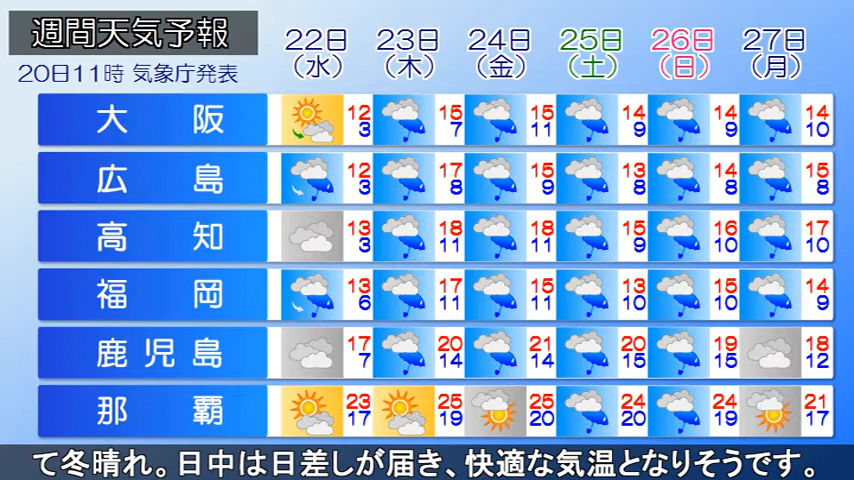 週間天気予報
20日11時 気象庁発表
22日 23日 24日 25日 26日 27日
(水) (木) (金) (土) (日) (月)
大阪 12 3 15 7 15 11 14 9 14 9 14 10
広島 12 3 17 8 15 9 13 8 14 8 15 8
高知 13 3 18 11 18 11 15 9 16 10 17 10
福岡 13 6 17 11 15 11 13 10 15 10 14 9
鹿児島 17 7 20 14 21 14 20 15 19 15 18 12
那覇 23 17 25 19 25 20 24 20 24 19 21 17
て冬晴れ。日中は日差しが届き、快適な気温となりそうです。